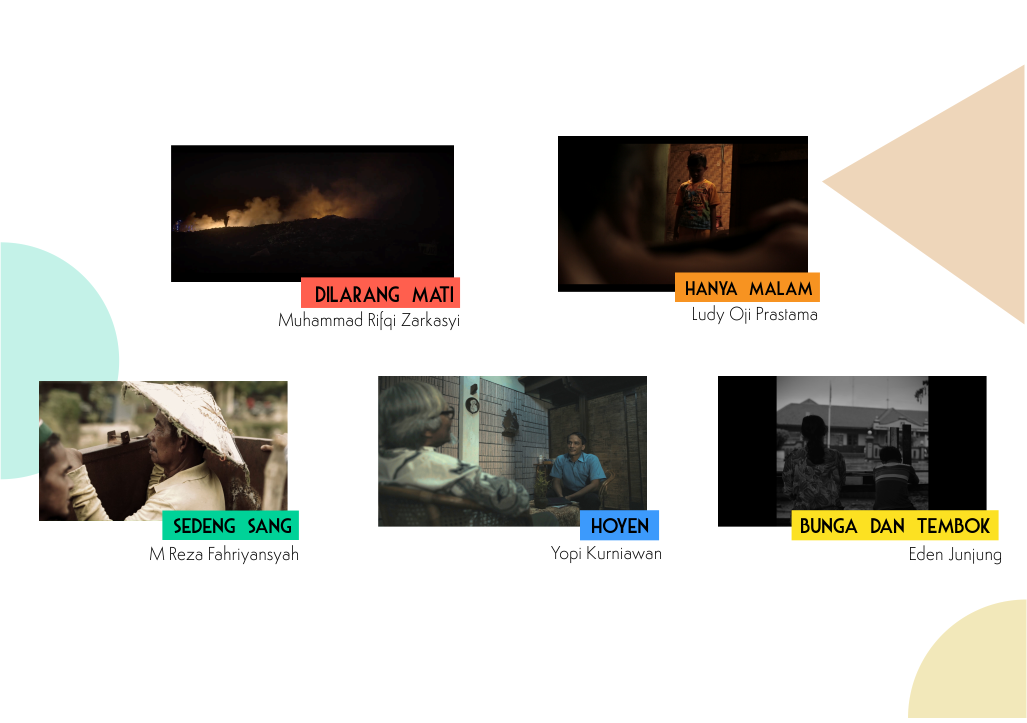 DILARANG MATI
Muhammad Rifqi Zarkasyi
HANYA MALAM
Ludy Oji Prastama
SEDENG SANG
M Reza Fahriyansyah
HOYEN
Yopi Kurniawan
BUNGA DAN TEMBOK
Eden Junjung